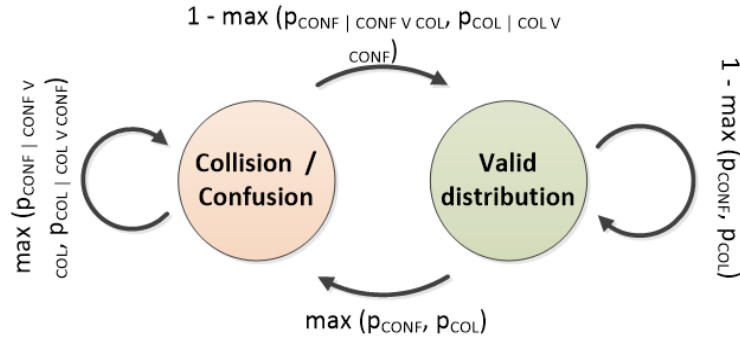 1 - max (pCONF | CONF V COL, pCOL | COL V
CONF)
max (pCONF | CONF V
COL, pCOL | COL V CONF)
Collision /
Confusion
Valid
distribution
1 - max (pCONF, pCOL)
max (pCONF, pCOL)